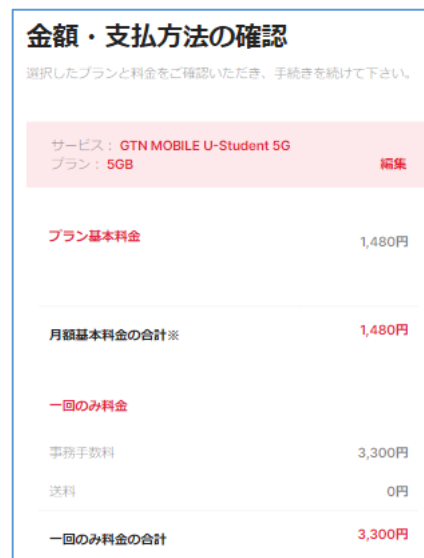 金額・支払方法の確認
選択したプランと料金をご確認いただき、手続きを続けて下さい。
サービス： GTN MOBILE U-Student 5G
プラン： 5GB 編集
プラン基本料金 1,480円
月額基本料金の合計※ 1,480円
一回のみ料金
事務手数料 3,300円
送料 0円
一回のみ料金の合計 3,300円